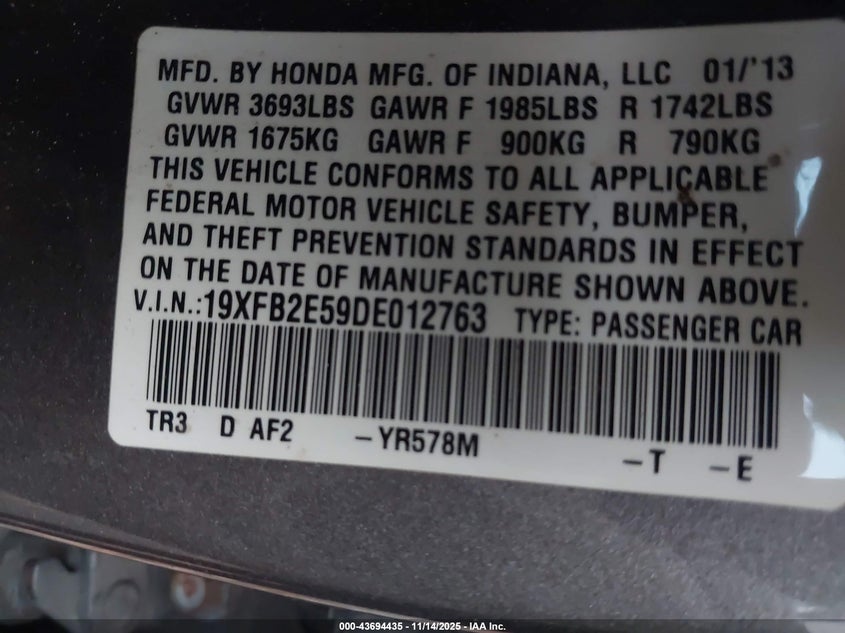 MFD. BY HONDA MFG. OF INDIANA, LLC 01/'13
GVWR 3693LBS GAWR F 1985LBS R 1742LBS
GVWR 1675KG GAWR F 900KG R 790KG
THIS VEHICLE CONFORMS TO ALL APPLICABLE
FEDERAL MOTOR VEHICLE SAFETY, BUMPER,
AND THEFT PREVENTION STANDARDS IN EFFECT
ON THE DATE OF MANUFACTURE SHOWN ABOVE.
V.I.N.:19XFB2E59DE012763 TYPE: PASSENGER CAR
TR3 D AF2 -YR578M -T -E
000-43694435 - 11/14/2025 - IAA Inc.